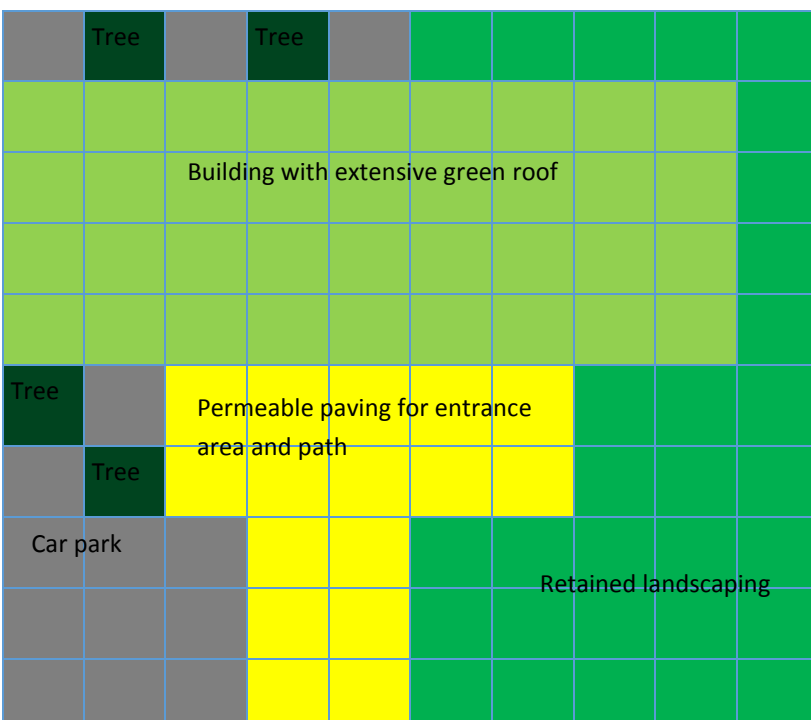 Tree
Tree
Building with extensive green roof
Tree
Permeable paving for entrance
area and path
Tree
Car park
Retained landscaping